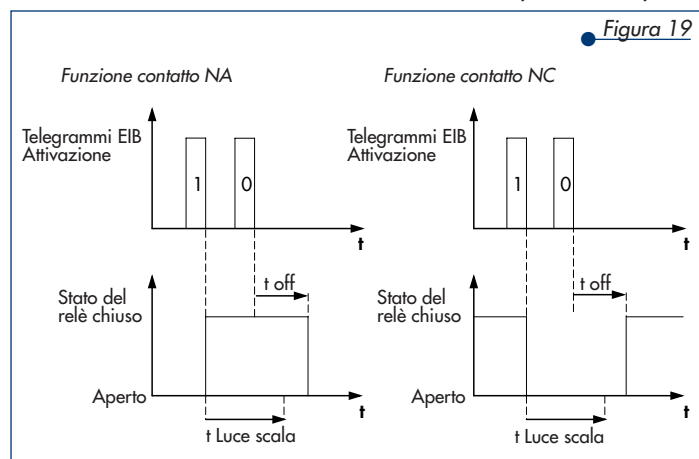 Figura 19
Funzione contatto NA
Funzione contatto NC
Telegrammi EIB
Attivazione
1
0
t
Telegrammi EIB
Attivazione
1
0
t
Stato del
relè chiuso
t off
Aperto
t
t Luce scala
Stato del
relè chiuso
t off
Aperto
t
t Luce scala